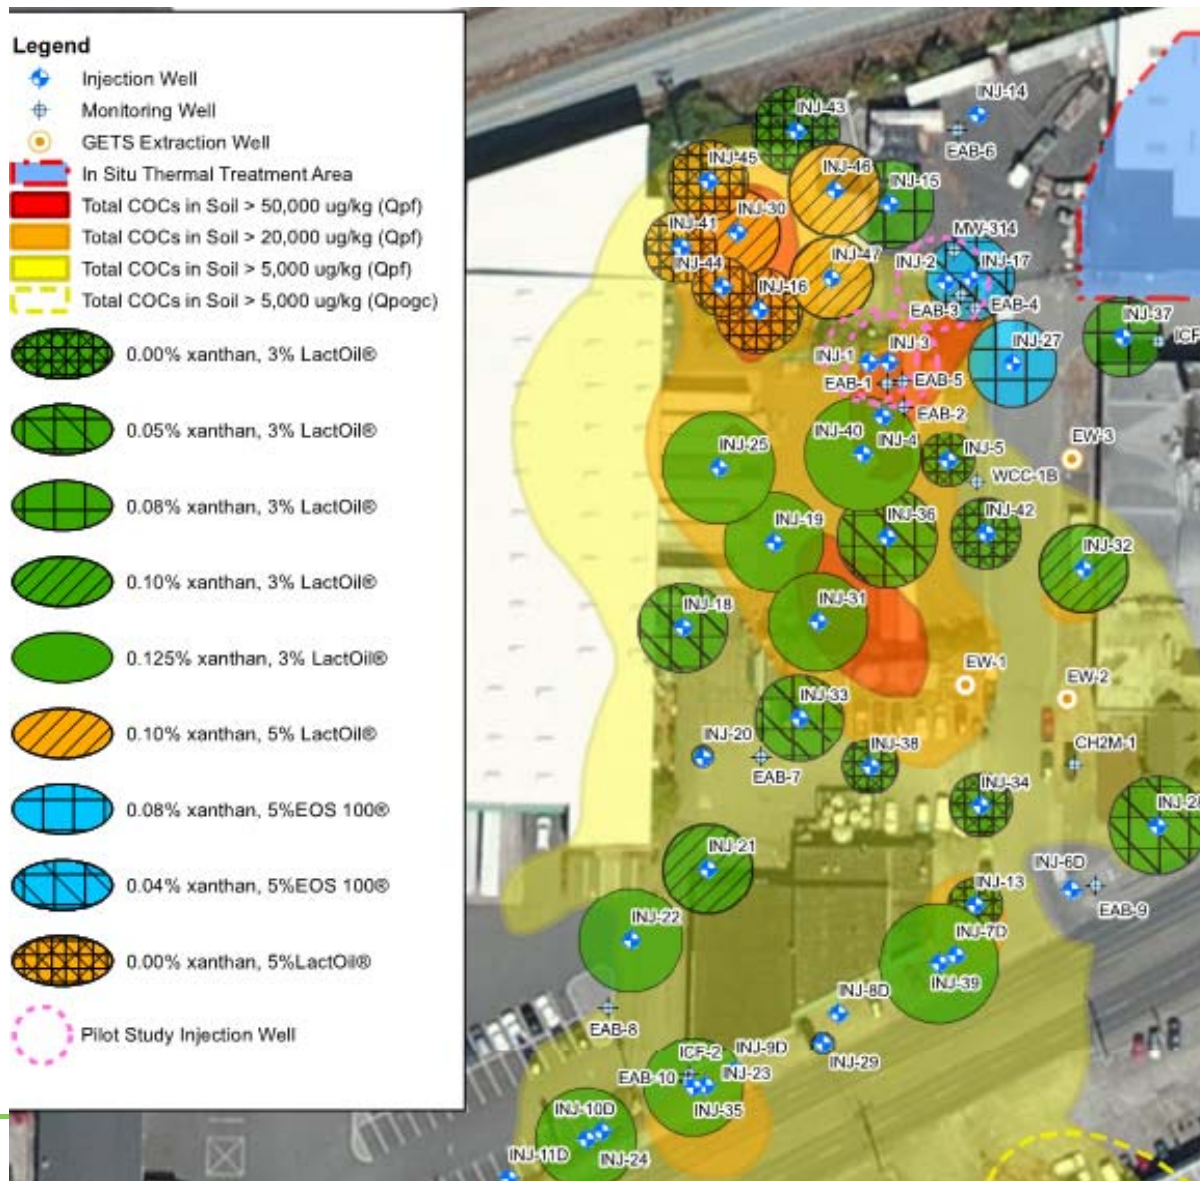 Legend
Injection Well
Monitoring Well
GETS Extraction Well
In Situ Thermal Treatment Area
Total COCs in Soil > 50,000 ug/kg (Qpf)
Total COCs in Soil > 20,000 ug/kg (Qpf)
Total COCs in Soil > 5,000 ug/kg (Qpf)
Total COCs in Soil > 5,000 ug/kg (Qpogc)
0.00% xanthan, 3% LactOil®
0.05% xanthan, 3% LactOil®
0.08% xanthan, 3% LactOil®
0.10% xanthan, 3% LactOil®
0.125% xanthan, 3% LactOil®
0.10% xanthan, 5% LactOil®
0.08% xanthan, 5%EOS 100®
0.04% xanthan, 5%EOS 100®
0.00% xanthan, 5%LactOil®
Pilot Study Injection Well
INJ-14
INJ-43
EAB-6
INJ-45
INJ-46
INJ-15
INJ-30
INJ-41
MW-314
INJ-47
INJ-2
INJ-17
INJ-44
INJ-16
EAB-3
EAB-4
INJ-37
ICF
INJ-1
INJ-3
INJ-27
EAB-1
EAB-5
EAB-2
INJ-25
INJ-40
INJ-4
INJ-5
EW-3
WCC-1B
INJ-19
INJ-36
INJ-42
INJ-32
INJ-18
INJ-31
EW-1
EW-2
INJ-33
INJ-20
EAB-7
INJ-38
CH2M-1
INJ-34
INJ-28
INJ-21
INJ-6D
EAB-9
INJ-13
INJ-22
INJ-7D
INJ-39
EAB-8
INJ-8D
INJ-29
ICF-2
INJ-9D
EAB-10
INJ-23
INJ-35
INJ-10D
INJ-11D
INJ-24